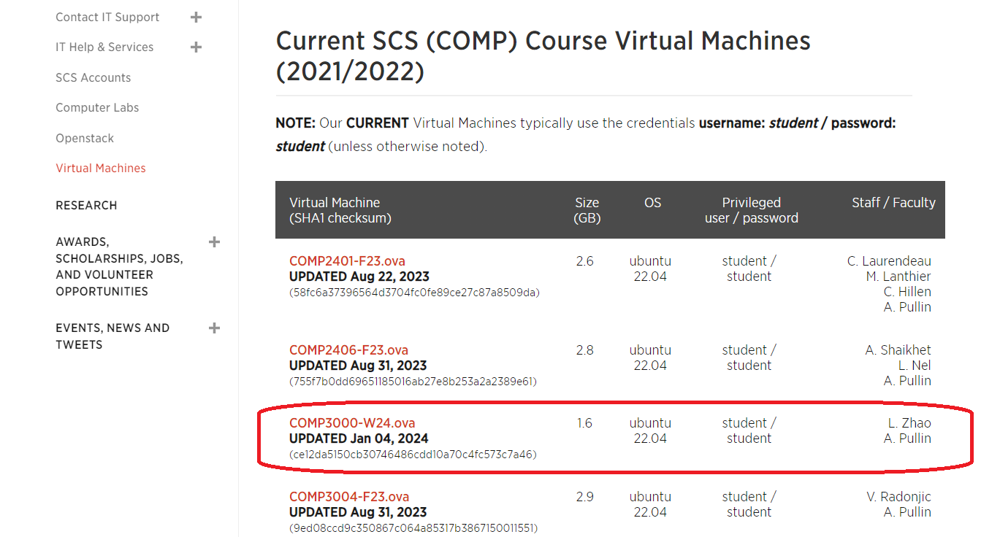 Contact IT Support
IT Help & Services
SCS Accounts
Computer Labs
Openstack
Virtual Machines
RESEARCH
AWARDS,
SCHOLARSHIPS, JOBS,
AND VOLUNTEER
OPPORTUNITIES
EVENTS, NEWS AND
TWEETS
Current SCS (COMP) Course Virtual Machines
(2021/2022)
NOTE: Our CURRENT Virtual Machines typically use the credentials username: student / password:
student (unless otherwise noted).
Virtual Machine Size OS Privileged Staff / Faculty
(SHA1 checksum) (GB) user / password
COMP2401-F23.ova 2.6 ubuntu student / C. Laurendeau
UPDATED Aug 22, 2023 22.04 student M. Lanthier
(58fc6a37396564d3704fc0fe89ce27c87a8509da) C. Hillen
A. Pullin
COMP2406-F23.ova 2.8 ubuntu student / A. Shaikhet
UPDATED Aug 31, 2023 22.04 student L. Nel
(755f7b0dd69651185016ab27e8b253a2a2389e61) A. Pullin
COMP3000-W24.ova 1.6 ubuntu student / L. Zhao
UPDATED Jan 04, 2024 22.04 student A. Pullin
(ce12da5150cb30746486cdd10a70c4fc573c7a46)
COMP3004-F23.ova 2.9 ubuntu student / V. Radonjic
UPDATED Aug 31, 2023 22.04 student A. Pullin
(9ed08ccd9c350867c064a85317b3867150011551)